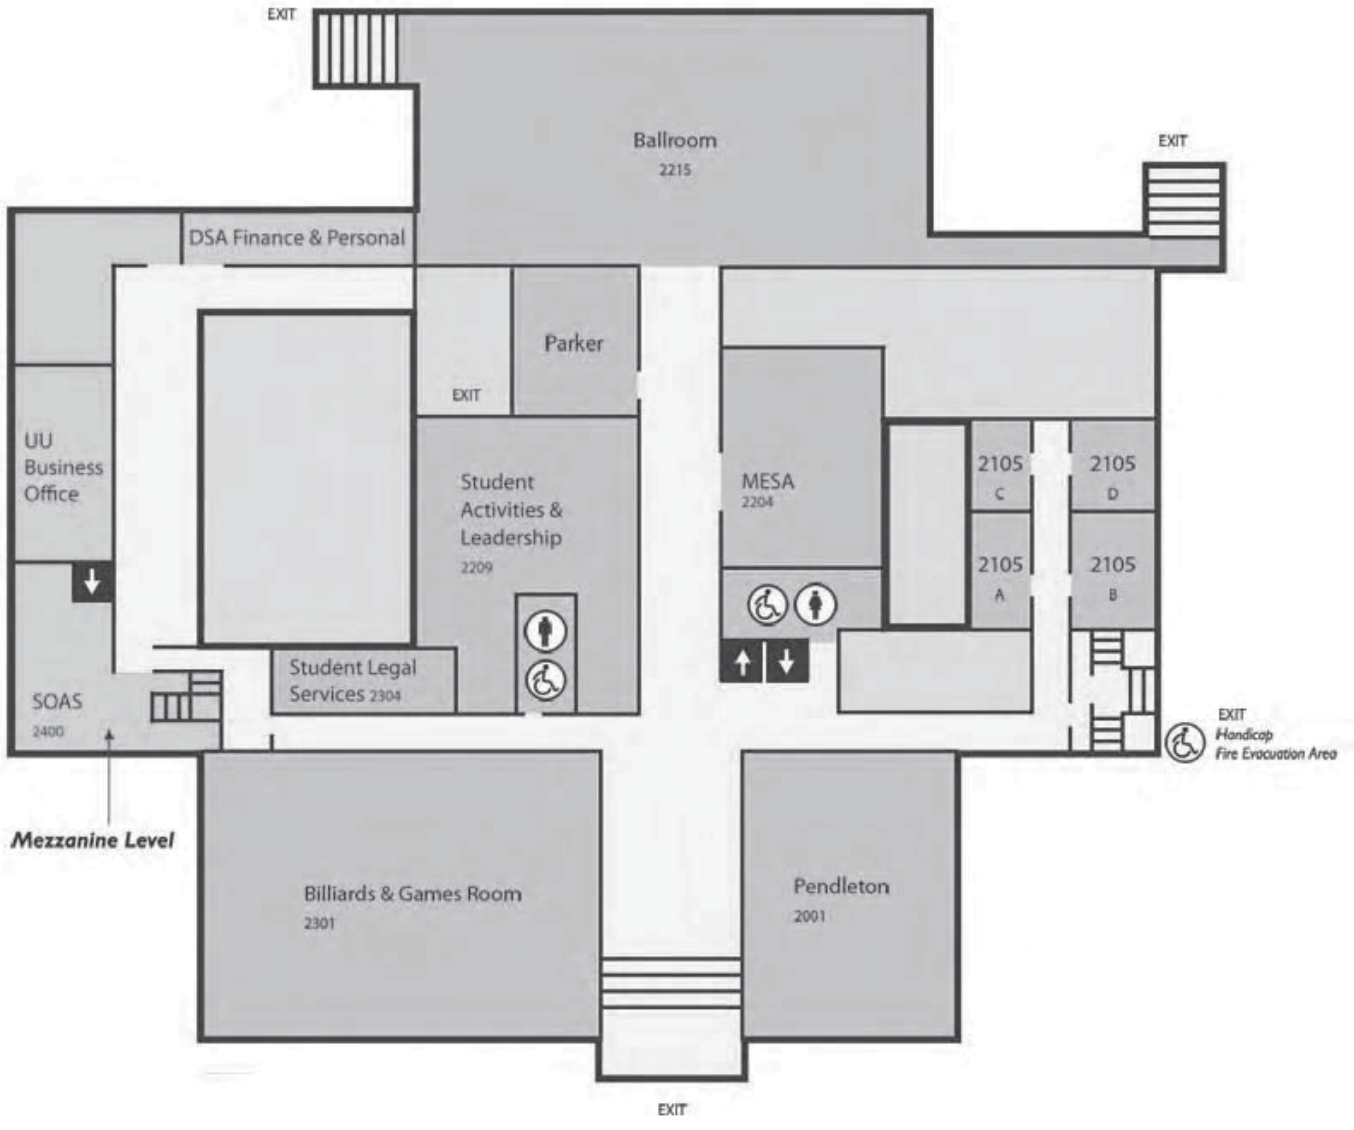 EXIT
Ballroom
2215
EXIT
DSA Finance & Personal
Parker
EXIT
UU
Business
Office
Student
Activities &
Leadership
2209
MESA
2204
2105
C
2105
D
2105
A
2105
B
Student Legal
Services 2304
SOAS
2400
EXIT
Handicap
Fire Evacuation Area
Mezzanine Level
Billiards & Games Room
2301
Pendleton
2001
EXIT